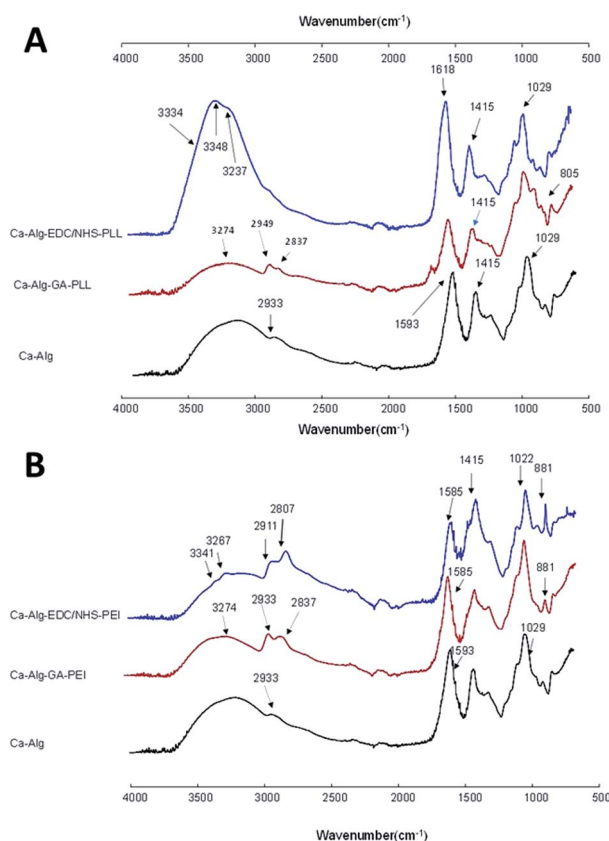 A
Wavenumber(cm-1)
4000 3500 3000 2500 2000 1500 1000 500
1618
1415
1029
3334
3348
3237
805
Ca-Alg-EDC/NHS-PLL
3274
2949
2837
1415
1029
Ca-Alg-GA-PLL
2933
1593
1415
Ca-Alg
4000 3500 3000 2500 2000 1500 1000 500
Wavenumber(cm-1)
B
1415
1022
881
1585
3341
3267
2911
2807
Ca-Alg-EDC/NHS-PEI
3274
2933
2837
1585
881
Ca-Alg-GA-PEI
2933
1593
1029
Ca-Alg
4000 3500 3000 2500 2000 1500 1000 500
Wavenumber(cm-1)